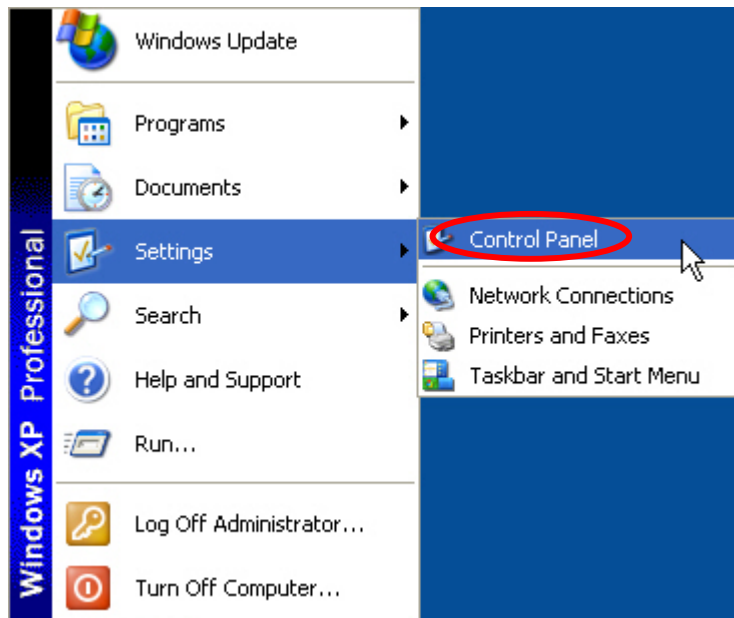 Windows Update
Programs
Documents
Settings
Search
Help and Support
Run...
Log Off Administrator...
Turn Off Computer...
Control Panel
Network Connections
Printers and Faxes
Taskbar and Start Menu
Windows XP Professional